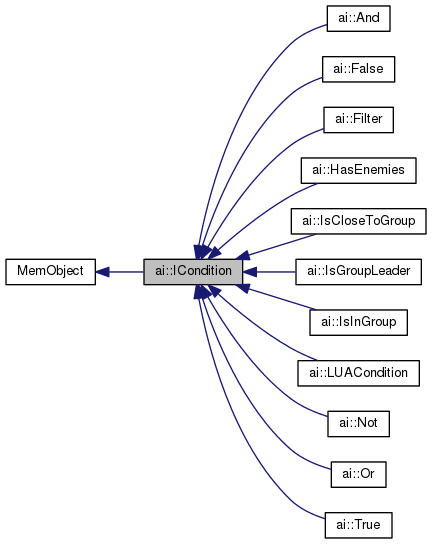 ai::And
ai::False
ai::Filter
ai::HasEnemies
ai::IsCloseToGroup
MemObject
ai::ICondition
ai::IsGroupLeader
ai::IsInGroup
ai::LUACondition
ai::Not
ai::Or
ai::True